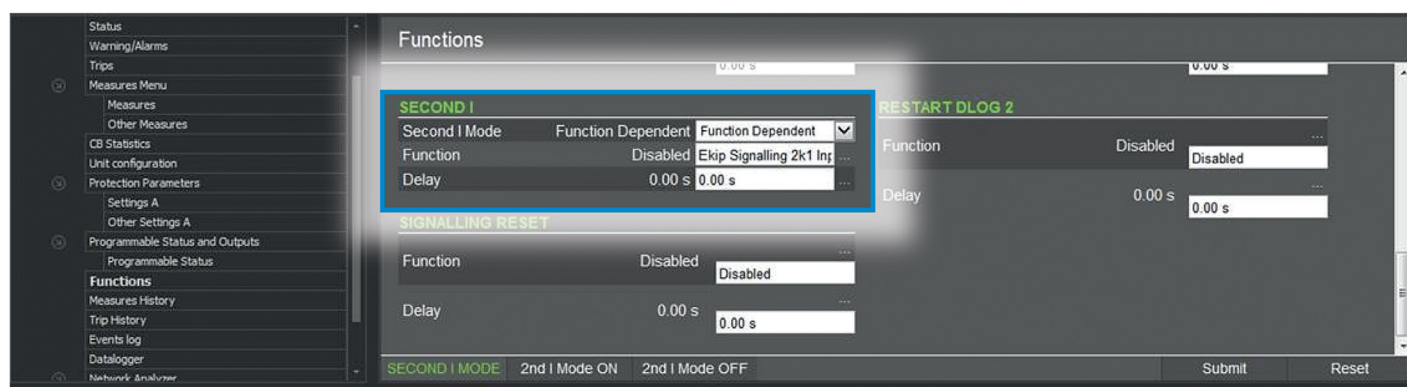 Status
Warning/Alarms
Trips
Measures Menu
Measures
Other Measures
CB Statistics
Unit configuration
Protection Parameters
Settings A
Other Settings A
Programmable Status and Outputs
Programmable Status
Functions
Measures History
Trip History
Events log
Datalogger
Network Analyzer
Functions
0.00 s
0.00 s
SECOND I
Second I Mode Function Dependent Function Dependent
Function Disabled Ekip Signalling 2k1 Inp ...
Delay 0.00 s 0.00 s ...
RESTART DLOG 2
Function Disabled Disabled ...
Delay 0.00 s 0.00 s ...
SIGNALLING RESET
Function Disabled Disabled ...
Delay 0.00 s 0.00 s ...
SECOND I MODE 2nd I Mode ON 2nd I Mode OFF Submit Reset